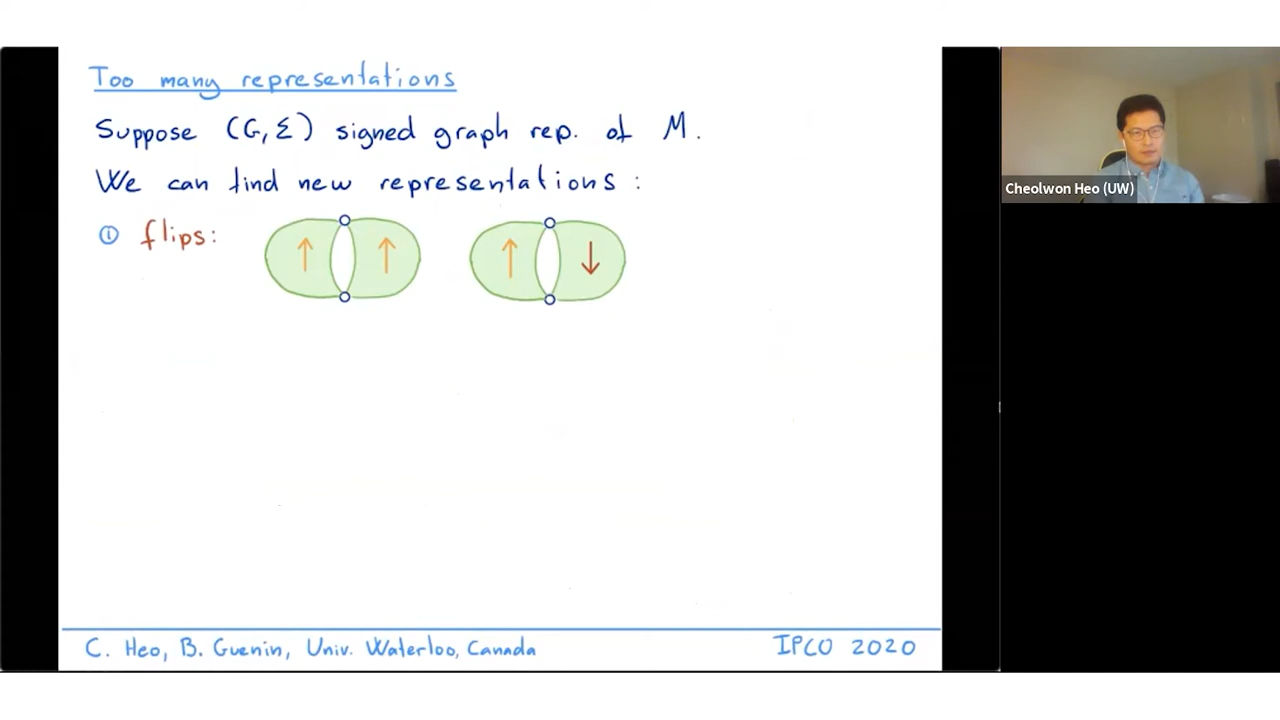 Too many representations
Suppose (G, Σ) signed graph rep. of M.
We can find new representations :
① flips:
Cheolwon Heo (UW)
C. Heo, B. Guenin, Univ. Waterloo, Canada
IPCO 2020